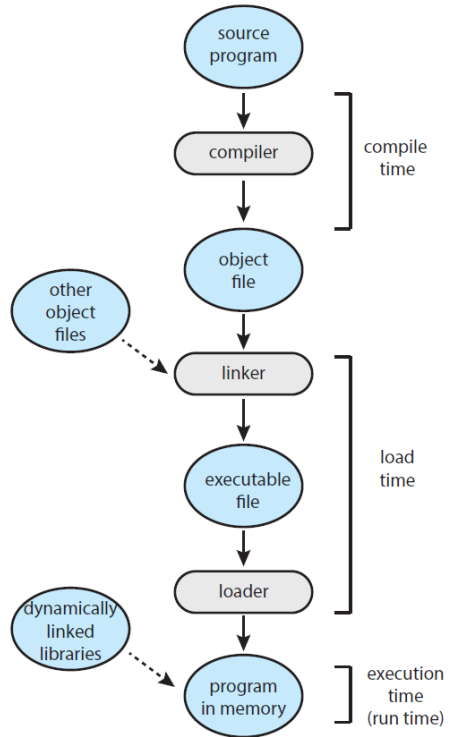 source
program
compiler
compile
time
object
file
other
object
files
linker
load
time
executable
file
loader
dynamically
linked
libraries
program
in memory
execution
time
(run time)